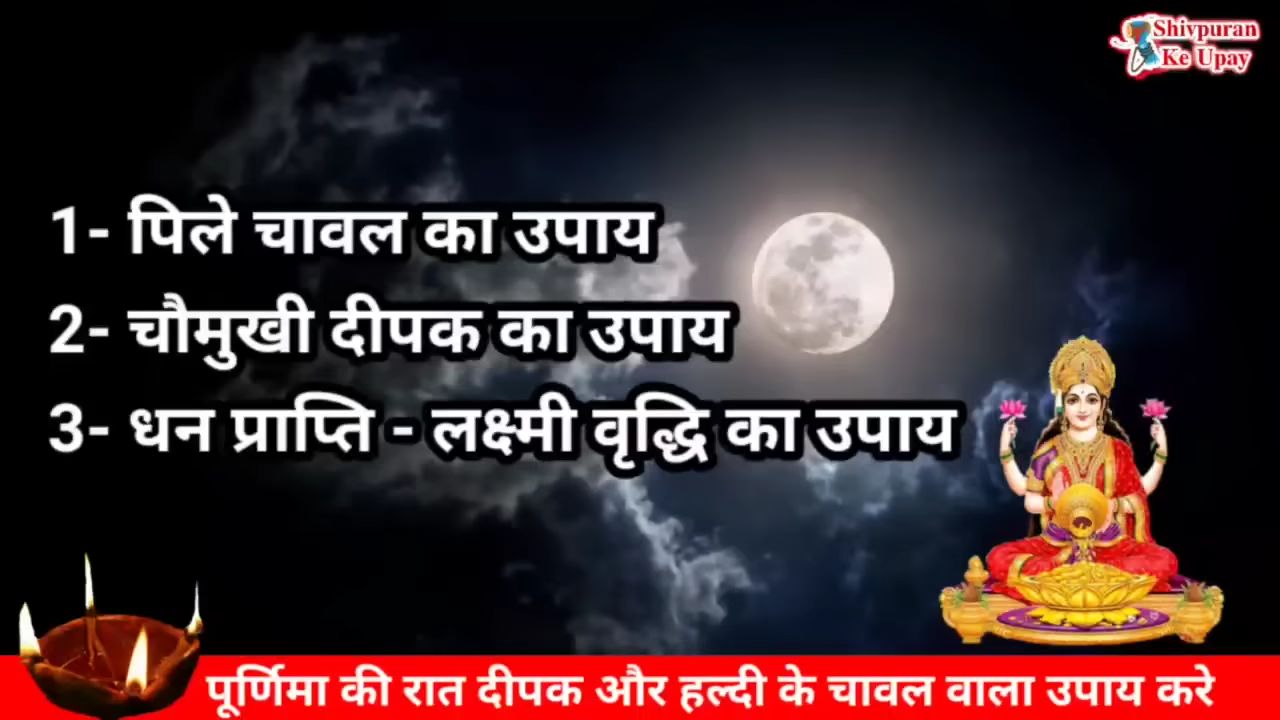 Shivpuran
Ke Upay
1- पिले चावल का उपाय
2- चौमुखी दीपक का उपाय
3- धन प्राप्ति - लक्ष्मी वृद्धि का उपाय
पूर्णिमा की रात दीपक और हल्दी के चावल वाला उपाय करे